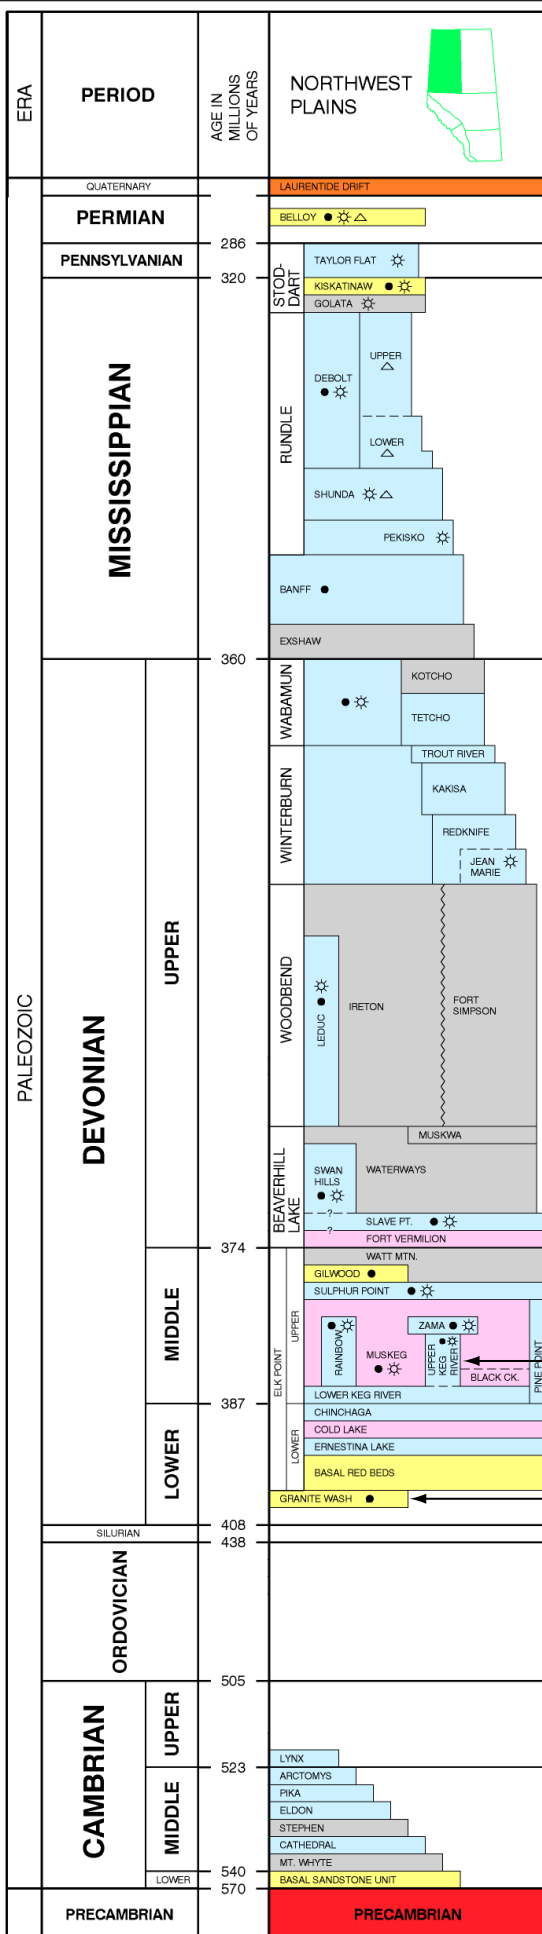 ERA
PERIOD
AGE IN
MILLIONS
OF YEARS
NORTHWEST
PLAINS
QUATERNARY
LAURENTIDE DRIFT
PERMIAN
BELLOY
286
PENNSYLVANIAN
TAYLOR FLAT
320
STOD-
DART
KISKATINAW
GOLATA
MISSISSIPPIAN
RUNDLE
DEBOLT
UPPER
LOWER
SHUNDA
PEKISKO
BANFF
EXSHAW
360
PALEOZOIC
DEVONIAN
UPPER
WABAMUN
KOTCHO
TETCHO
WINTERBURN
TROUT RIVER
KAKISA
REDKNIFE
JEAN
MARIE
WOODBEND
LEDUC
IRETON
FORT
SIMPSON
BEAVERHILL
LAKE
MUSKWA
SWAN
HILLS
WATERWAYS
?
SLAVE PT.
?
FORT VERMILION
374
MIDDLE
ELK POINT
UPPER
WATT MTN.
GILWOOD
SULPHUR POINT
RAINBOW
ZAMA
MUSKEG
UPPER
KEG
RIVER
BLACK CK.
PINE POINT
LOWER KEG RIVER
387
LOWER
LOWER
CHINCHAGA
COLD LAKE
ERNESTINA LAKE
BASAL RED BEDS
GRANITE WASH
408
SILURIAN
438
ORDOVICIAN
505
CAMBRIAN
UPPER
LYNX
523
MIDDLE
ARCTOMYS
PIKA
ELDON
STEPHEN
CATHEDRAL
MT. WHYTE
540
LOWER
BASAL SANDSTONE UNIT
570
PRECAMBRIAN
PRECAMBRIAN